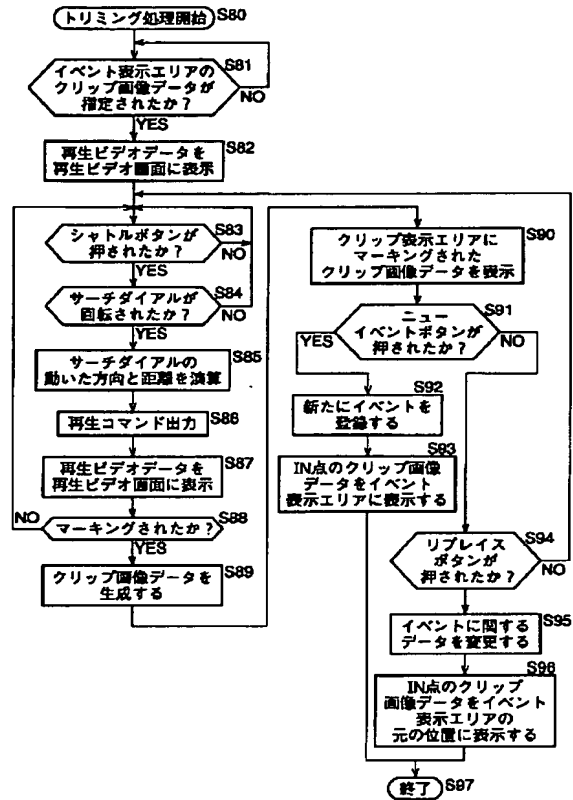 トリミング処理開始 S80
S81
イベント表示エリアの
クリップ画像データが
指定されたか?
NO
YES
S82
再生ビデオデータを
再生ビデオ画面に表示
S83
シャトルボタンが
押されたか?
NO
YES
S84
サーチダイアルが
回転されたか?
NO
YES
S85
サーチダイアルの
動いた方向と距離を演算
S86
再生コマンド出力
S87
再生ビデオデータを
再生ビデオ画面に表示
NO
S88
マーキングされたか?
YES
S89
クリップ画像データを
生成する
S90
クリップ表示エリアに
マーキングされた
クリップ画像データを表示
S91
ニュー
イベントボタンが
押されたか?
YES
NO
S92
新たにイベントを
登録する
S93
IN点のクリップ画像
データをイベント
表示エリアに表示する
S94
リプレイス
ボタンが
押されたか?
NO
YES
S95
イベントに関する
データを変更する
S96
IN点のクリップ
画像データをイベント
表示エリアの
元の位置に表示する
終了 S97